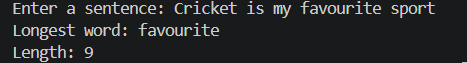 Enter a sentence: Cricket is my favourite sport
Longest word: favourite
Length: 9